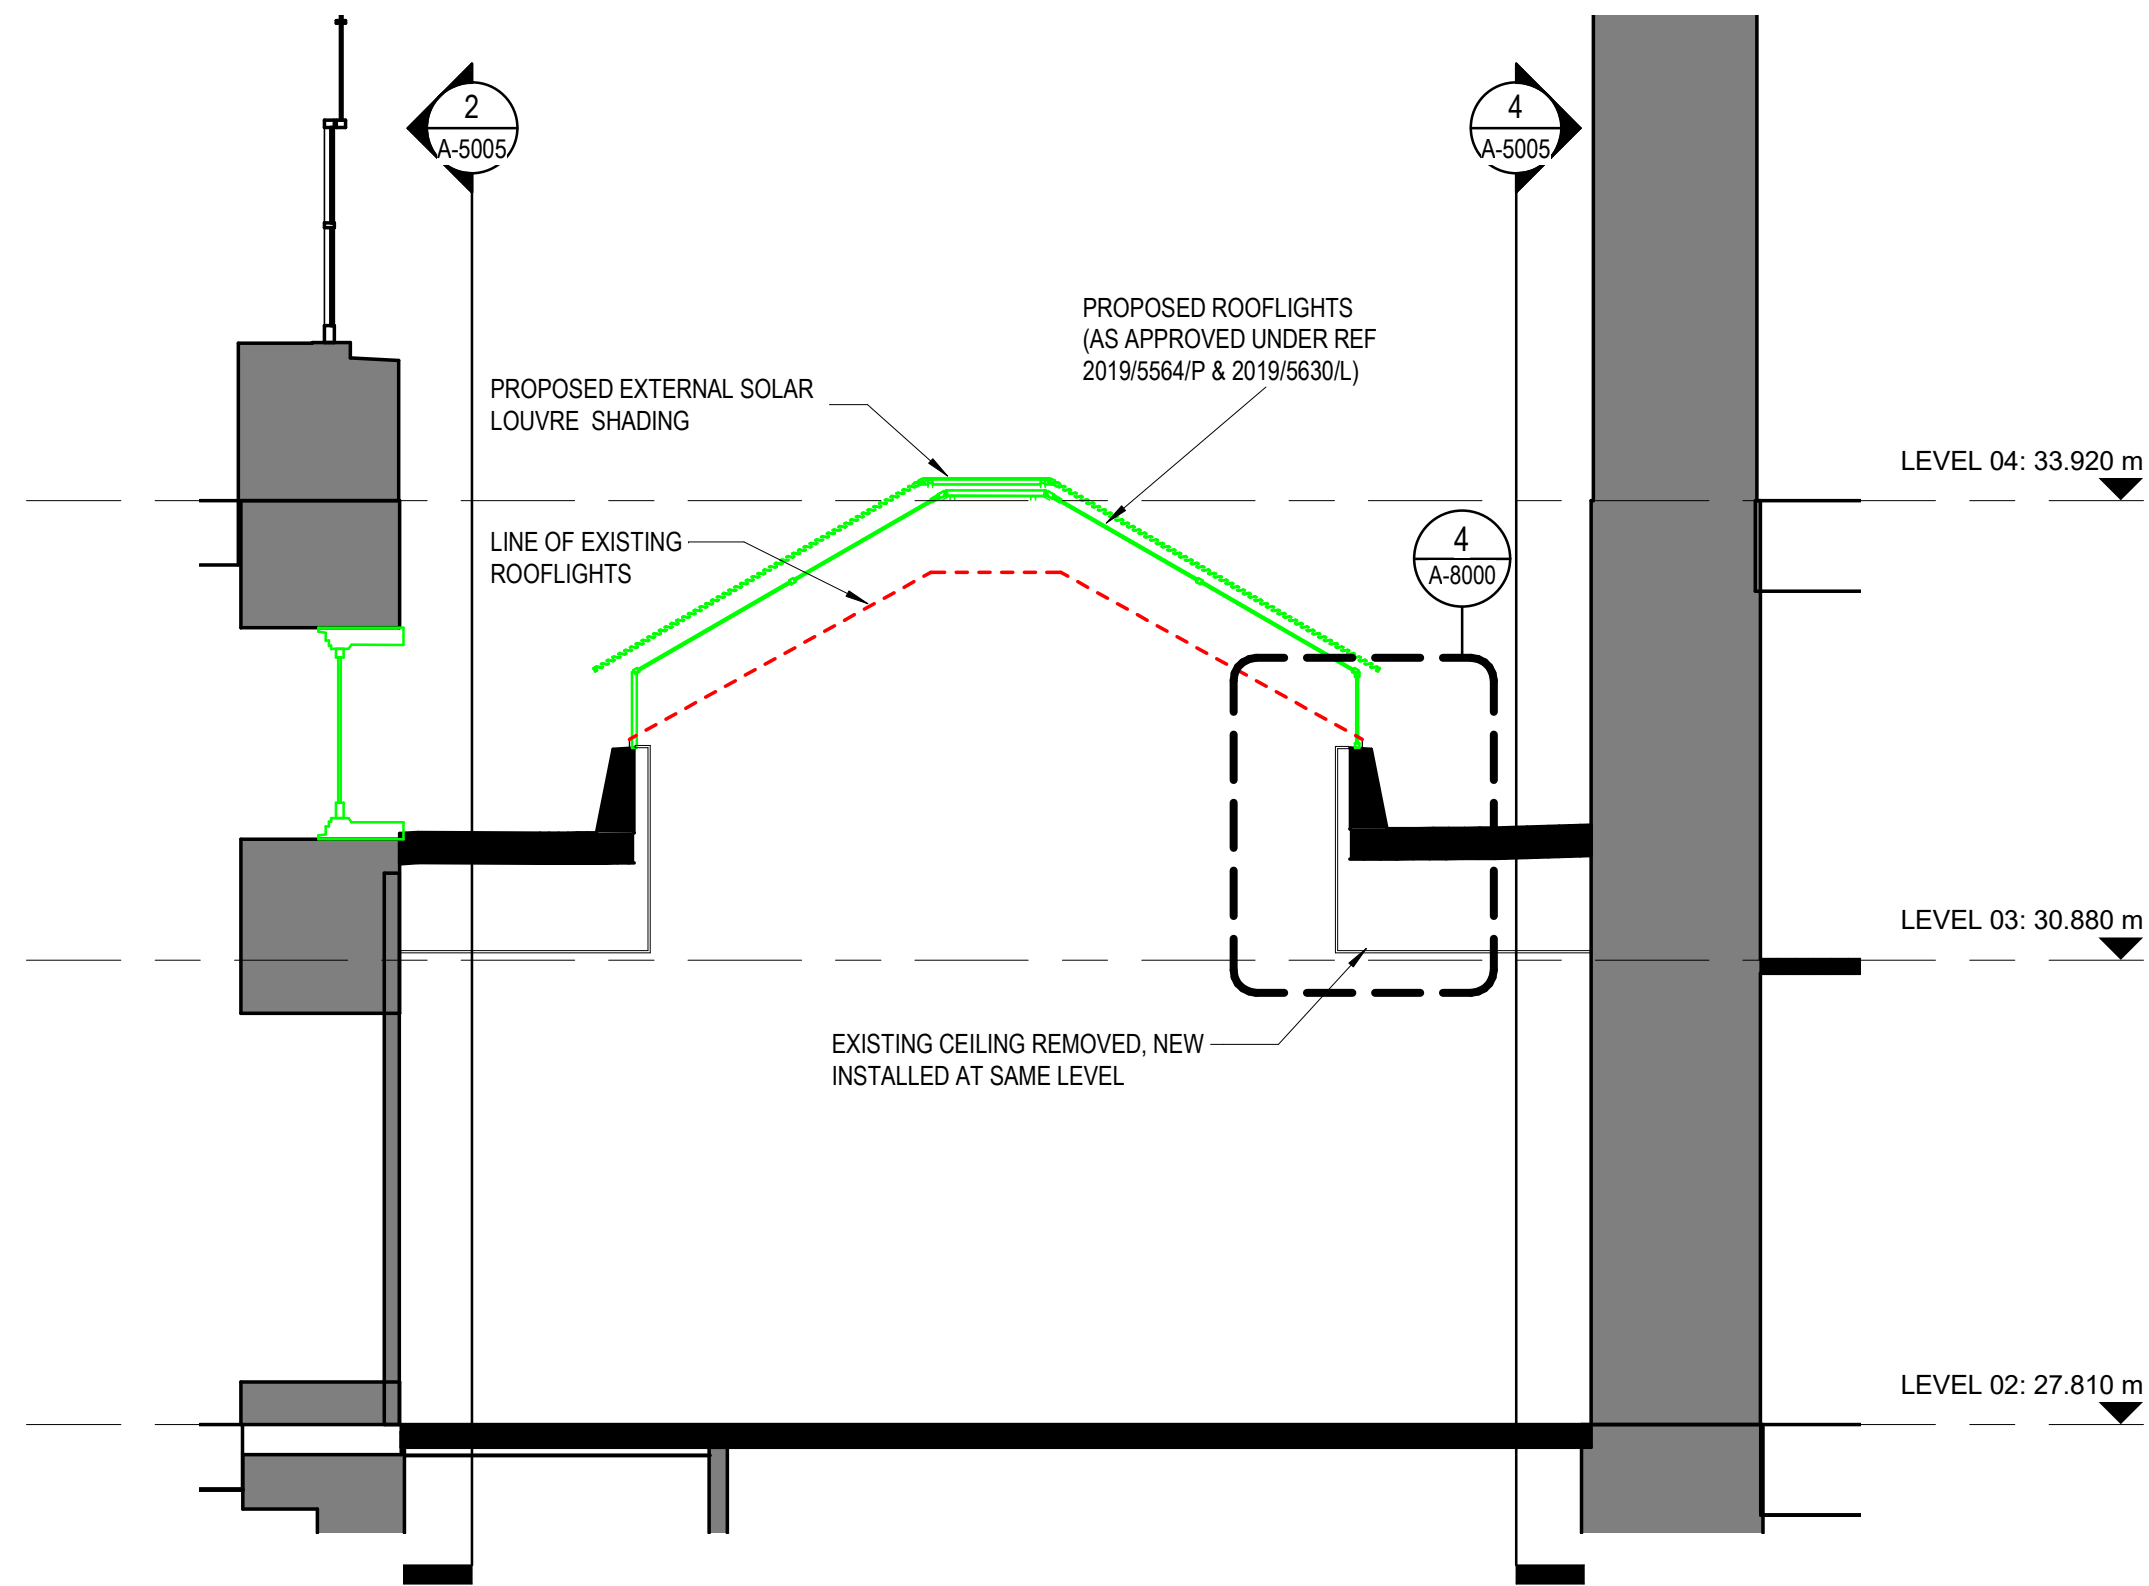 2
A-5005
4
A-5005
PROPOSED ROOFLIGHTS
(AS APPROVED UNDER REF
2019/5564/P & 2019/5630/L)
PROPOSED EXTERNAL SOLAR
LOUVRE SHADING
LEVEL 04: 33.920 m
LINE OF EXISTING
ROOFLIGHTS
4
A-8000
LEVEL 03: 30.880 m
EXISTING CEILING REMOVED, NEW
INSTALLED AT SAME LEVEL
LEVEL 02: 27.810 m